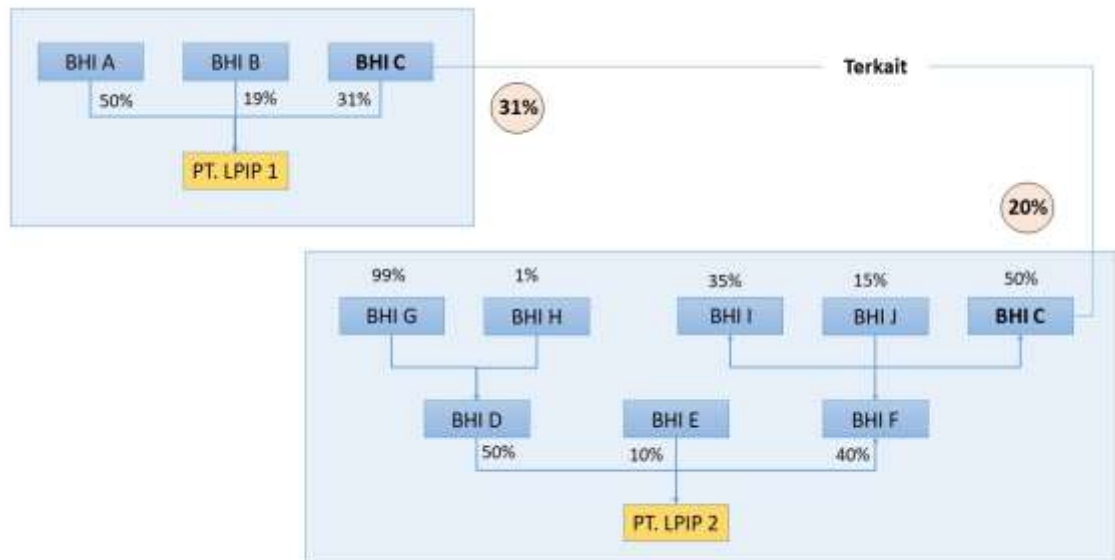 BHI A
BHI B
BHI C
Terkait
50%
19%
31%
31%
PT. LPIP 1
20%
99%
1%
35%
15%
50%
BHI G
BHI H
BHI I
BHI J
BHI C
BHI D
BHI E
BHI F
50%
10%
40%
PT. LPIP 2